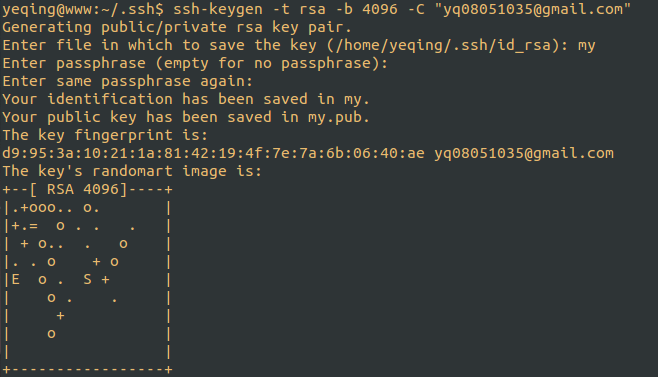 yeqing@www:~/.ssh$ ssh-keygen -t rsa -b 4096 -C "yq08051035@gmail.com"
Generating public/private rsa key pair.
Enter file in which to save the key (/home/yeqing/.ssh/id_rsa): my
Enter passphrase (empty for no passphrase):
Enter same passphrase again:
Your identification has been saved in my.
Your public key has been saved in my.pub.
The key fingerprint is:
d9:95:3a:10:21:1a:81:42:19:4f:7e:7a:6b:06:40:ae yq08051035@gmail.com
The key's randomart image is:
+--[ RSA 4096]----+
|.+ooo.. o.       |
|+.=  o . .   .   |
| + o..  .   o    |
|. . o    + o     |
|E  o .  S +      |
|    o .    .     |
|     +           |
|    o            |
|                 |
+-----------------+